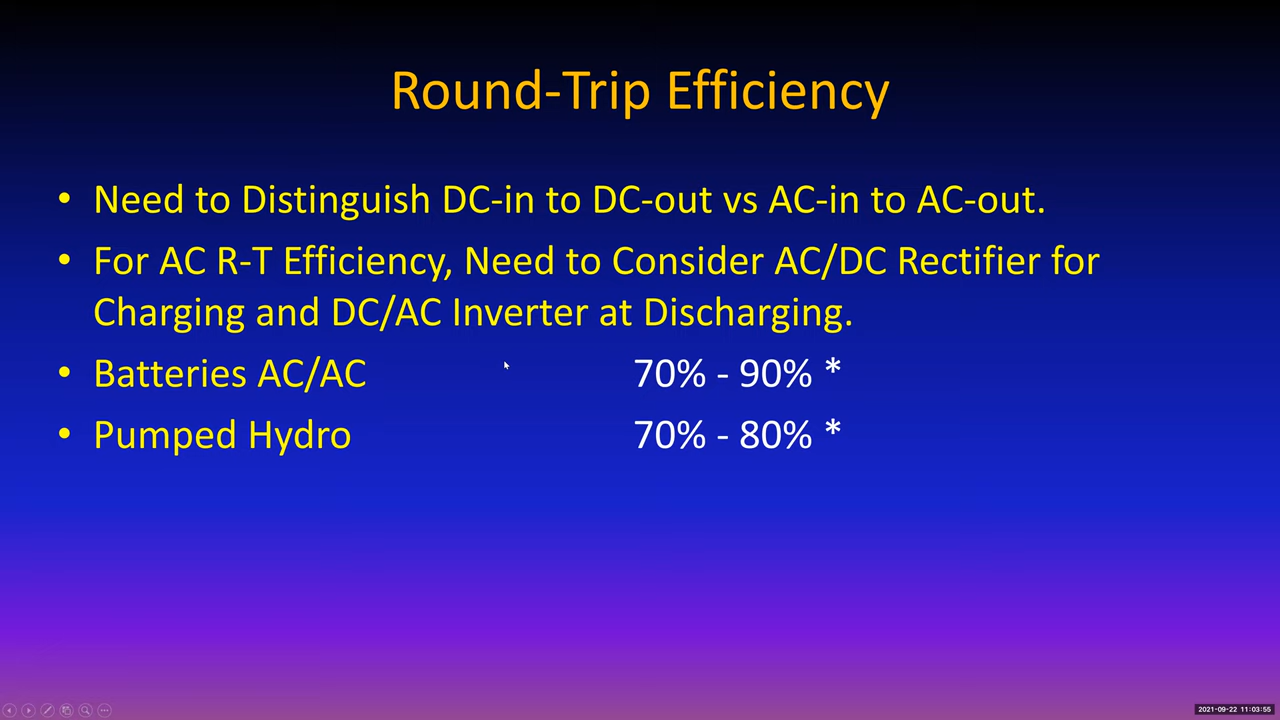 Round-Trip Efficiency
• Need to Distinguish DC-in to DC-out vs AC-in to AC-out.
• For AC R-T Efficiency, Need to Consider AC/DC Rectifier for
Charging and DC/AC Inverter at Discharging.
• Batteries AC/AC 70% - 90% *
• Pumped Hydro 70% - 80% *
2021-09-22 11:03:55